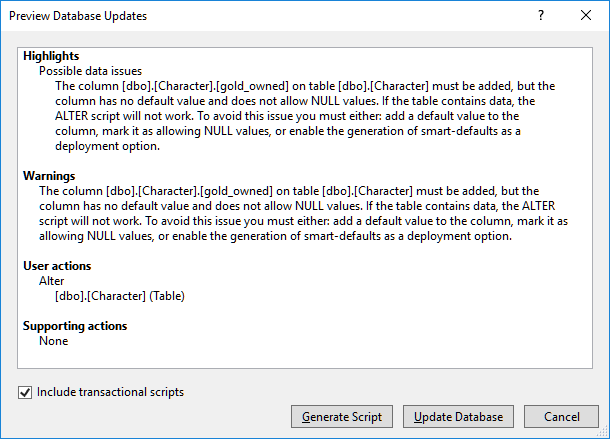 Preview Database Updates
?
Highlights
Possible data issues
The column [dbo].[Character].[gold_owned] on table [dbo].[Character] must be added, but the
column has no default value and does not allow NULL values. If the table contains data, the
ALTER script will not work. To avoid this issue you must either: add a default value to the
column, mark it as allowing NULL values, or enable the generation of smart-defaults as a
deployment option.
Warnings
The column [dbo].[Character].[gold_owned] on table [dbo].[Character] must be added, but the
column has no default value and does not allow NULL values. If the table contains data, the ALTER
script will not work. To avoid this issue you must either: add a default value to the column, mark it as
allowing NULL values, or enable the generation of smart-defaults as a deployment option.
User actions
Alter
[dbo].[Character] (Table)
Supporting actions
None
Include transactional scripts
Generate Script
Update Database
Cancel